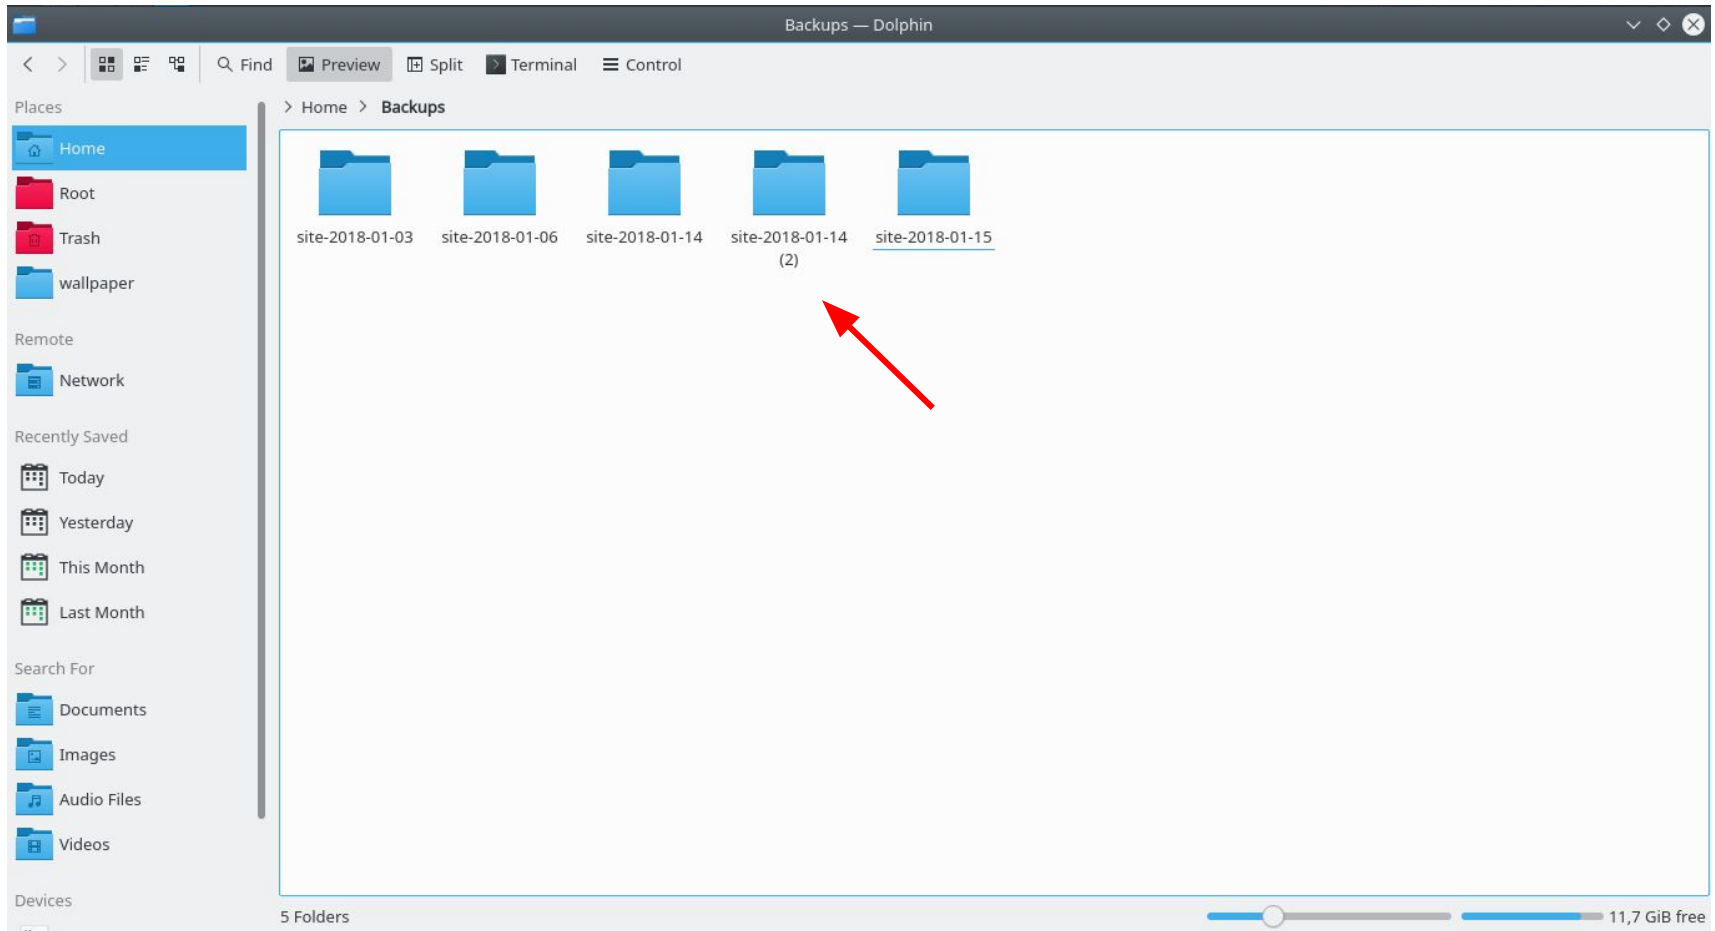 Backups — Dolphin
Find Preview Split Terminal Control
Places
Home
Root
Trash
wallpaper
Remote
Network
Recently Saved
Today
Yesterday
This Month
Last Month
Search For
Documents
Images
Audio Files
Videos
Devices
> Home > Backups
site-2018-01-03 site-2018-01-06 site-2018-01-14 site-2018-01-14 site-2018-01-15
(2)
5 Folders 11,7 GiB free